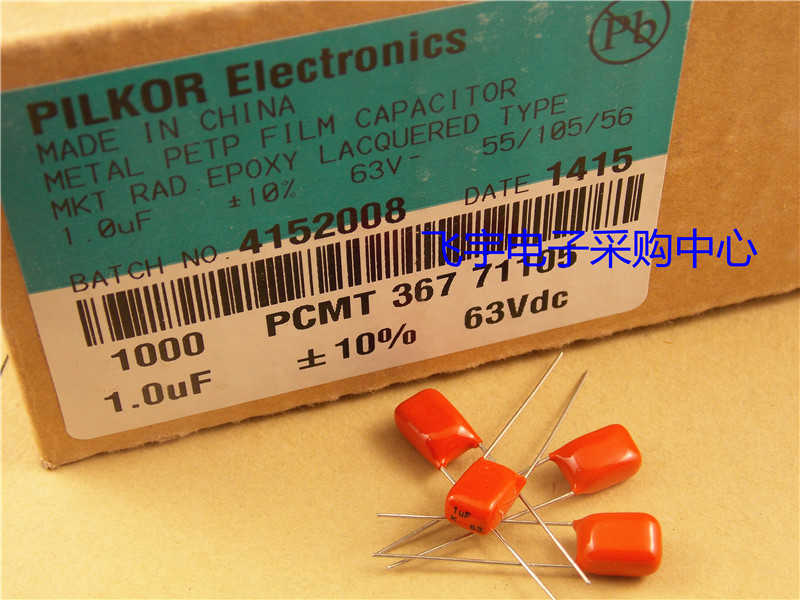 PILKOR Electronics
Pb
MADE IN CHINA
METAL PETP FILM CAPACITOR
MKT RAD.EPOXY LACQUERED TYPE
1.0uF ±10% 63V- 55/105/56
BATCH NO. 4152008 DATE 1415
飞宇电子采购中心
1000 PCMT 367 71105
1.0uF ±10% 63Vdc
1uF
K 63